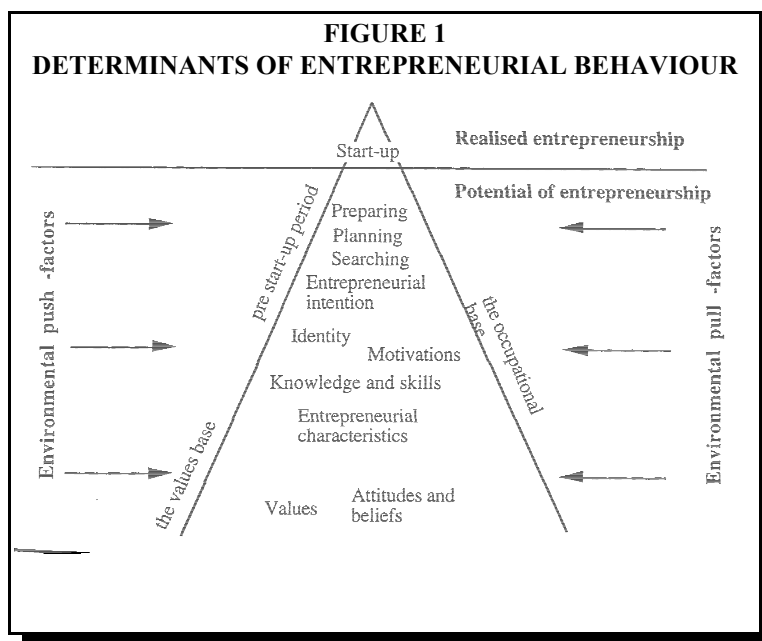 FIGURE 1
DETERMINANTS OF ENTREPRENEURIAL BEHAVIOUR
Realised entrepreneurship
Start-up
Potential of entrepreneurship
Preparing
Planning
Searching
Entrepreneurial
intention
Identity
Motivations
Knowledge and skills
Entrepreneurial
characteristics
Values
Attitudes and
beliefs
pre start-up period
the values base
the occupational
base
Environmental push -factors
Environmental pull -factors